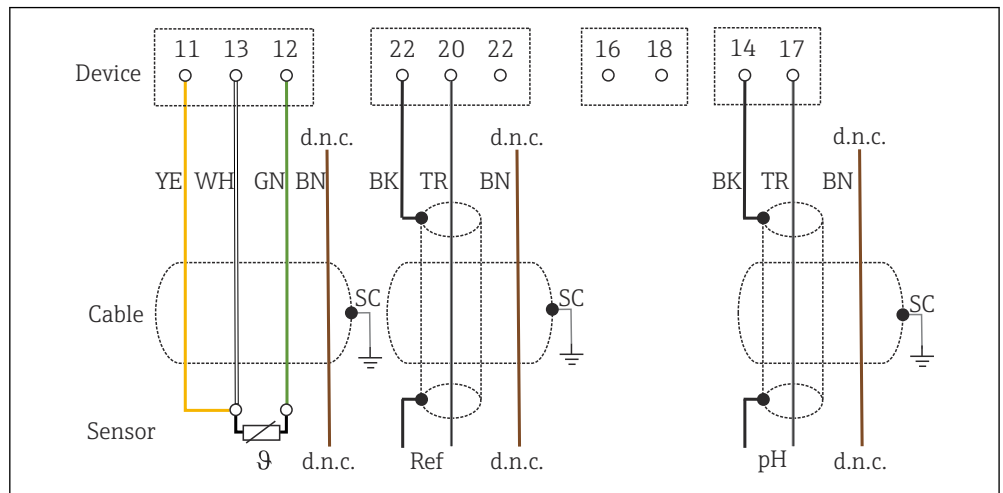 11 13 12 22 20 22 16 18 14 17
Device
d.n.c. d.n.c. d.n.c.
YE WH GN BN BK TR BN BK TR BN
SC SC SC
Cable
Sensor
ϑ d.n.c. Ref d.n.c. pH d.n.c.